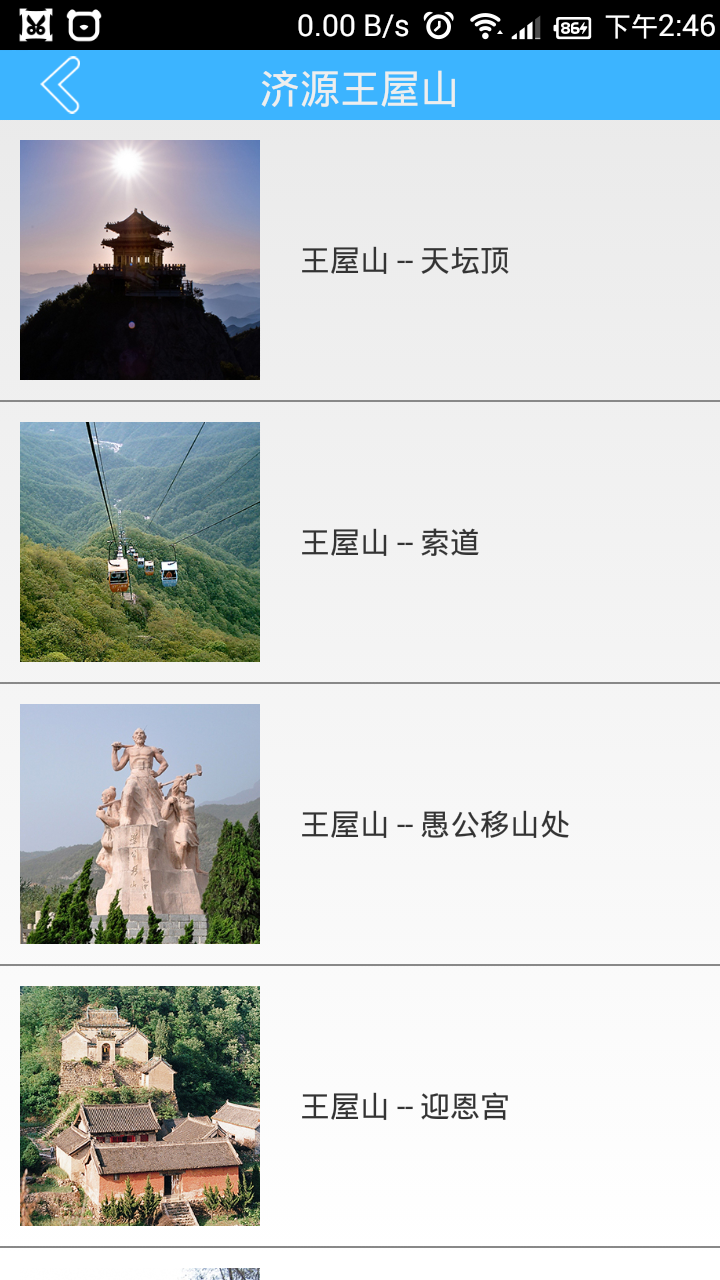 0.00 B/s 86 下午2:46
济源王屋山
王屋山 -- 天坛顶
王屋山 -- 索道
王屋山 -- 愚公移山处
王屋山 -- 迎恩宫